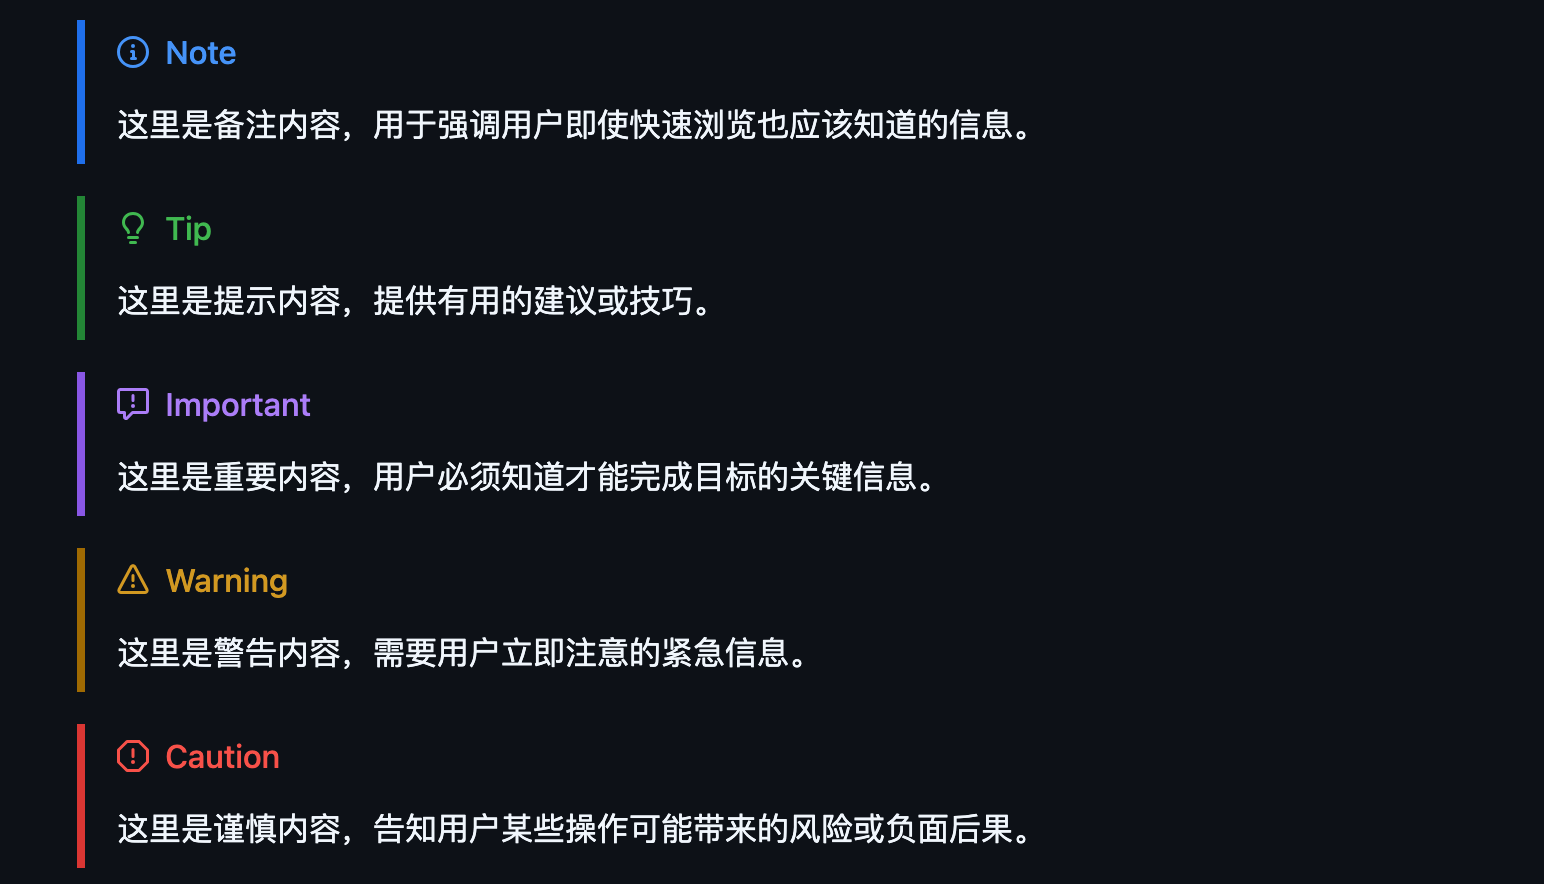 Note
这里是备注内容，用于强调用户即使快速浏览也应该知道的信息。
Tip
这里是提示内容，提供有用的建议或技巧。
Important
这里是重要内容，用户必须知道才能完成目标的关键信息。
Warning
这里是警告内容，需要用户立即注意的紧急信息。
Caution
这里是谨慎内容，告知用户某些操作可能带来的风险或负面后果。